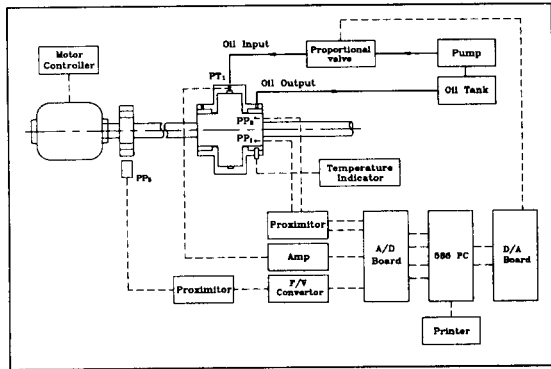 Motor
Controller
Oil Input
Proportional
valve
Pump
PT₁
Oil Output
Oil Tank
PP₂
PP₁
PP₃
Temperature
Indicator
Proximitor
Amp
A/D
Board
586 PC
D/A
Board
Proximitor
F/V
Convertor
Printer